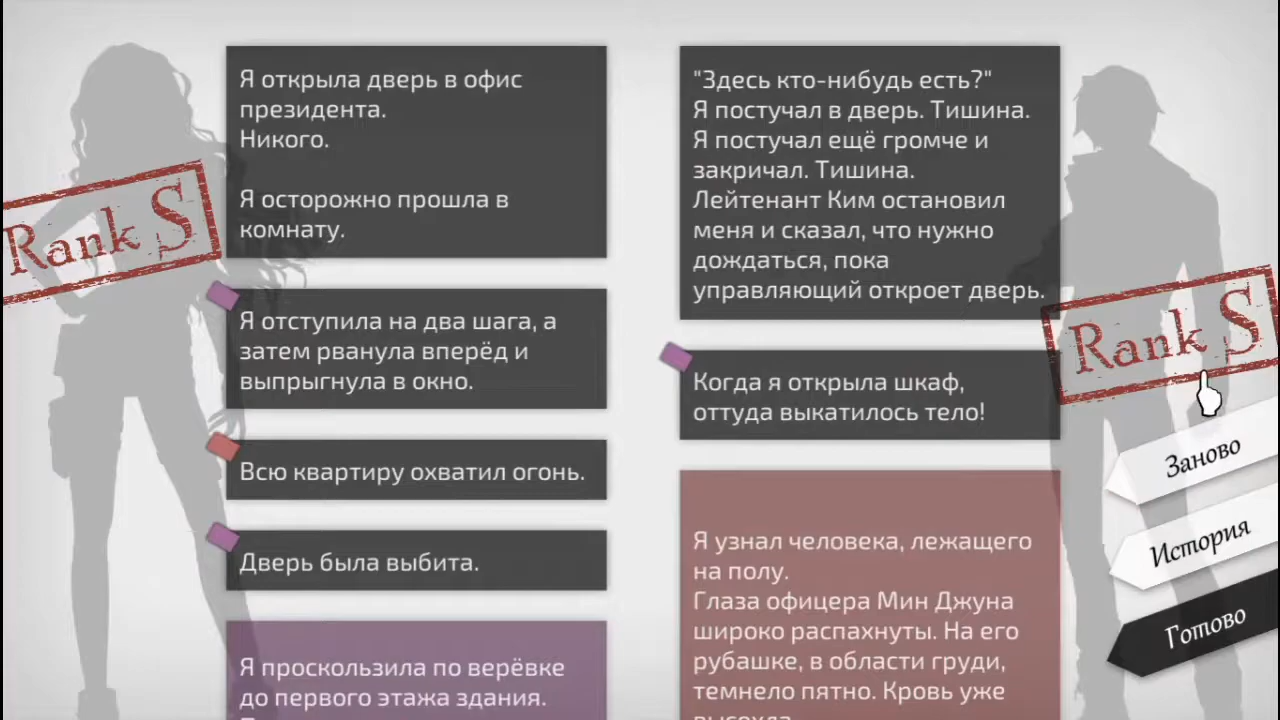 Rank S
Я открыла дверь в офис
президента.
Никого.
Я осторожно прошла в
комнату.
Я отступила на два шага, а
затем рванула вперёд и
выпрыгнула в окно.
Всю квартиру охватил огонь.
Дверь была выбита.
Я проскользила по верёвке
до первого этажа здания.
"Здесь кто-нибудь есть?"
Я постучал в дверь. Тишина.
Я постучал ещё громче и
закричал. Тишина.
Лейтенант Ким остановил
меня и сказал, что нужно
дождаться, пока
управляющий откроет дверь.
Когда я открыла шкаф,
оттуда выкатилось тело!
Я узнал человека, лежащего
на полу.
Глаза офицера Мин Джуна
широко распахнуты. На его
рубашке, в области груди,
темнело пятно. Кровь уже
высохла.
Rank S
Заново
История
Готово